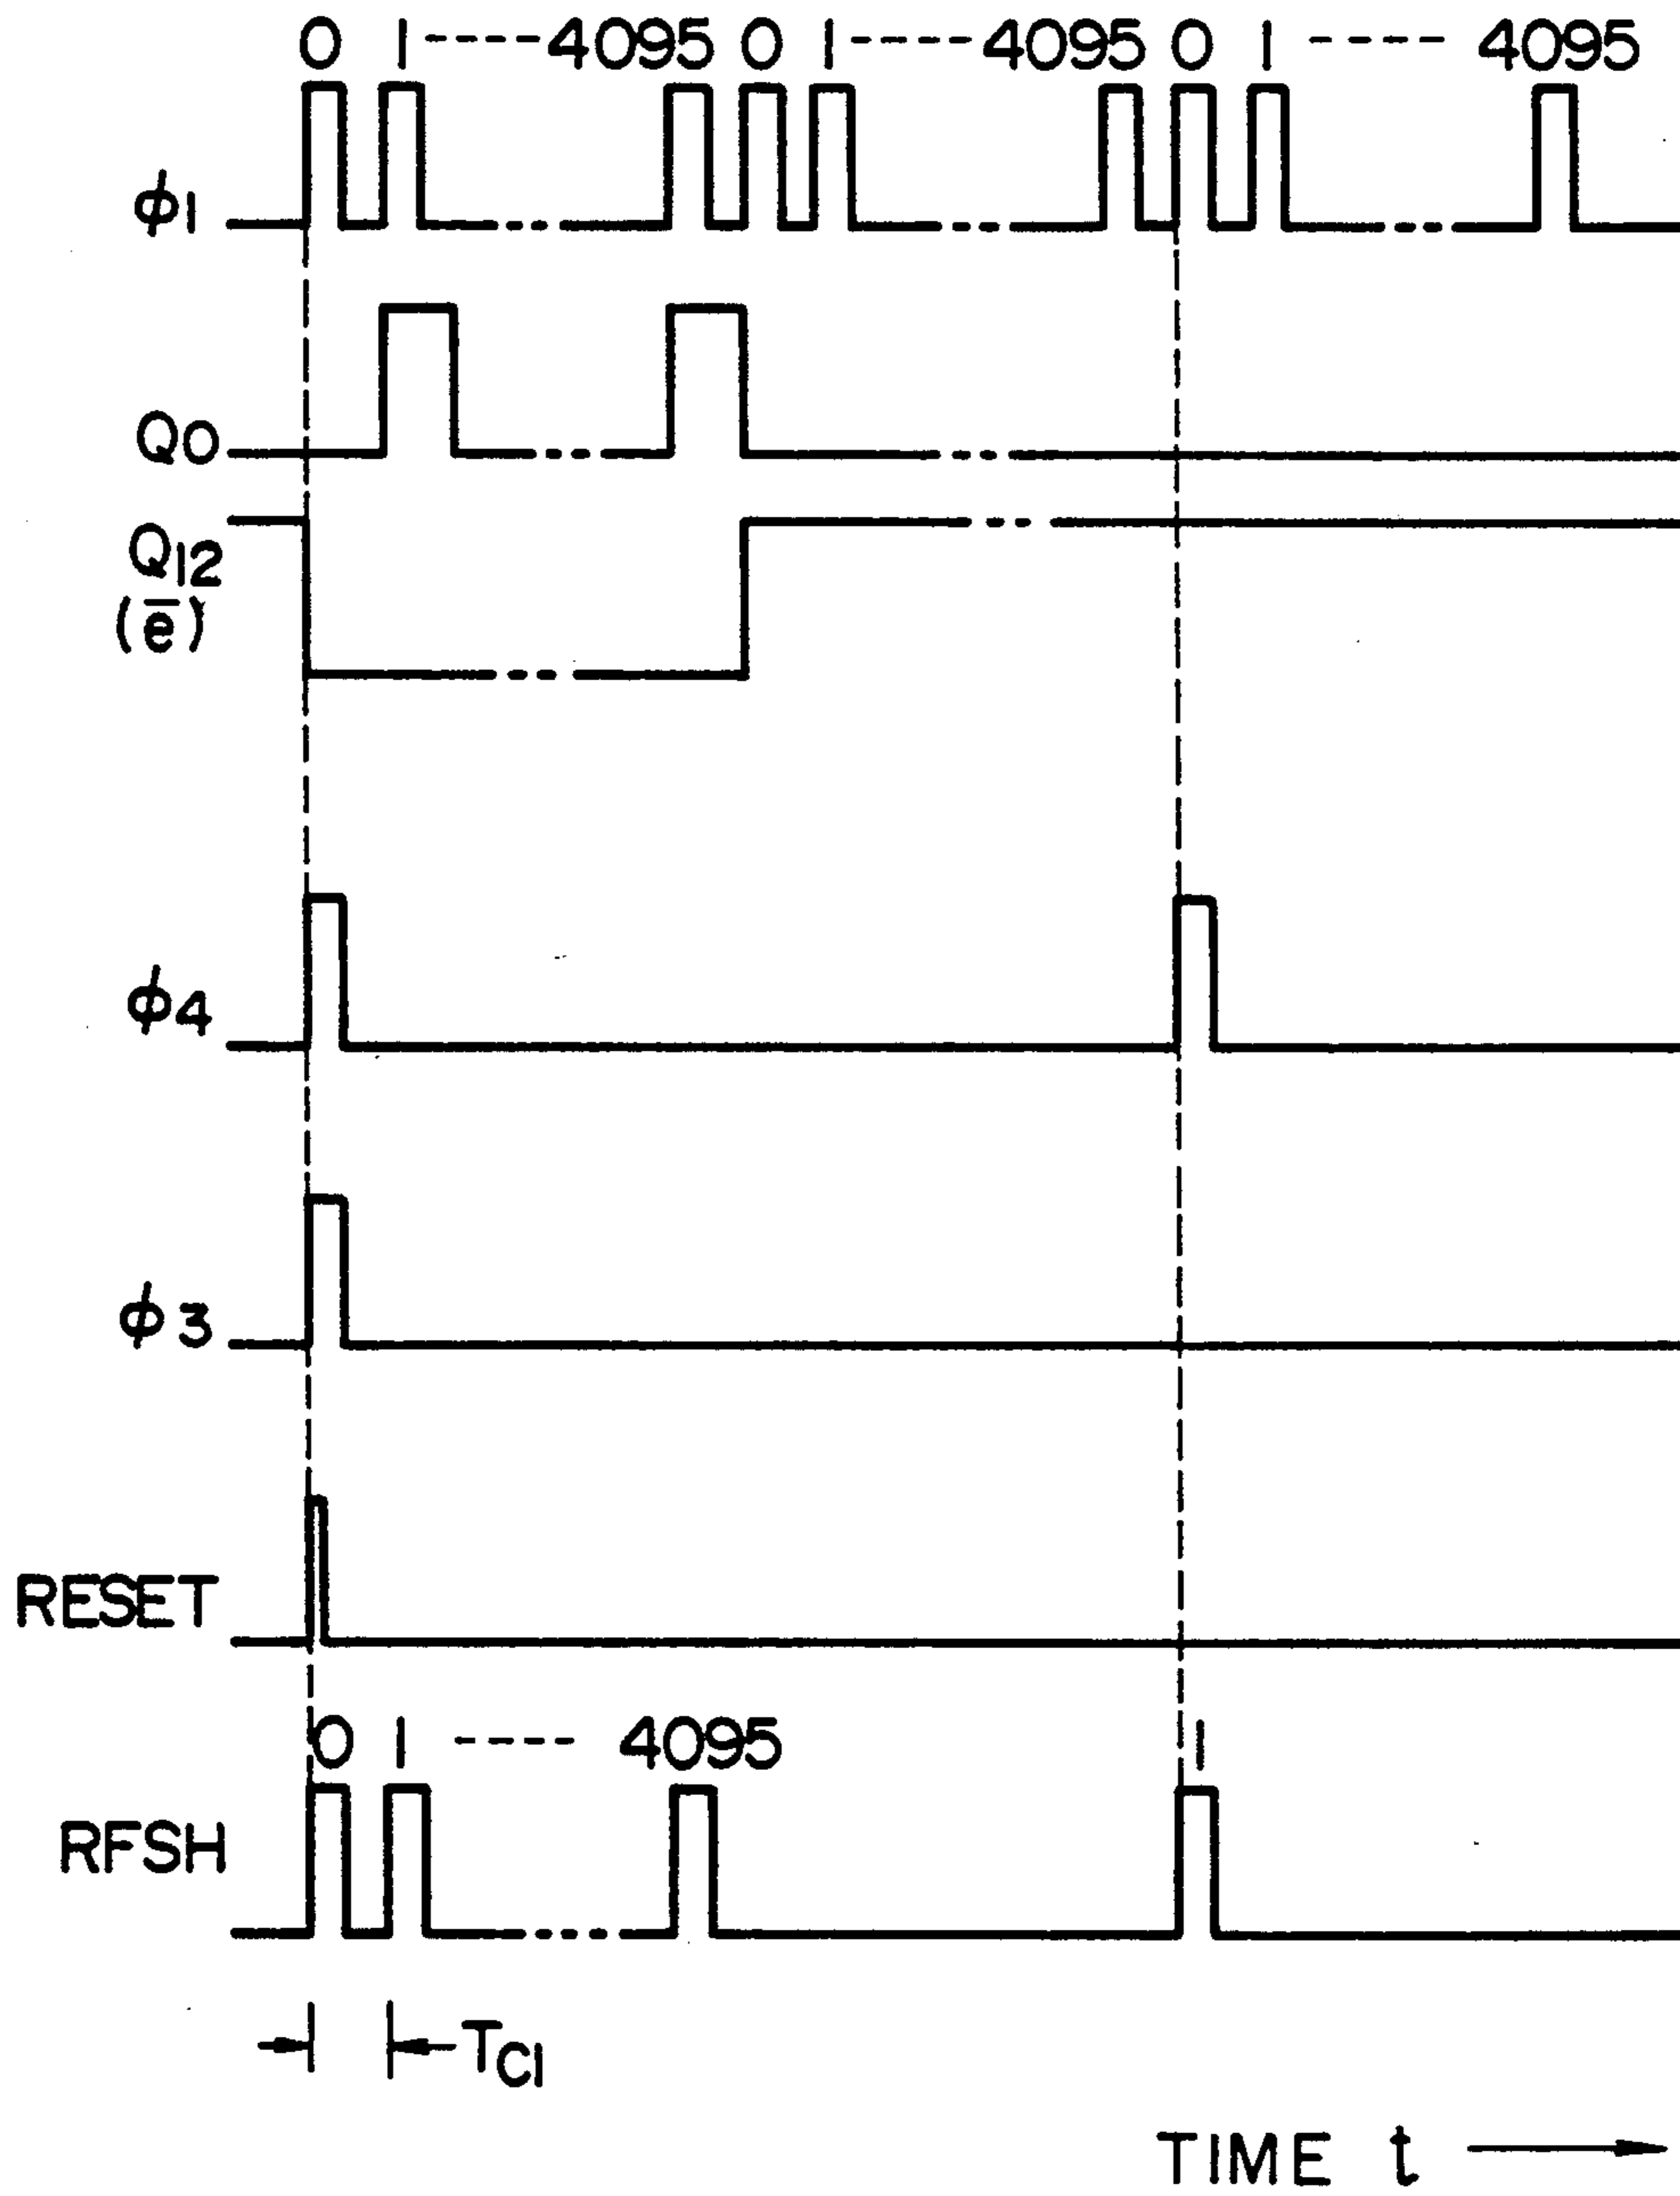 0 1 ----- 4095 0 1 ----- 4095 0 1 ----- 4095
φ1
Q0
Q12
(e̅)
φ4
φ3
RESET
0 1 ---- 4095 1
RFSH
TC1
TIME t